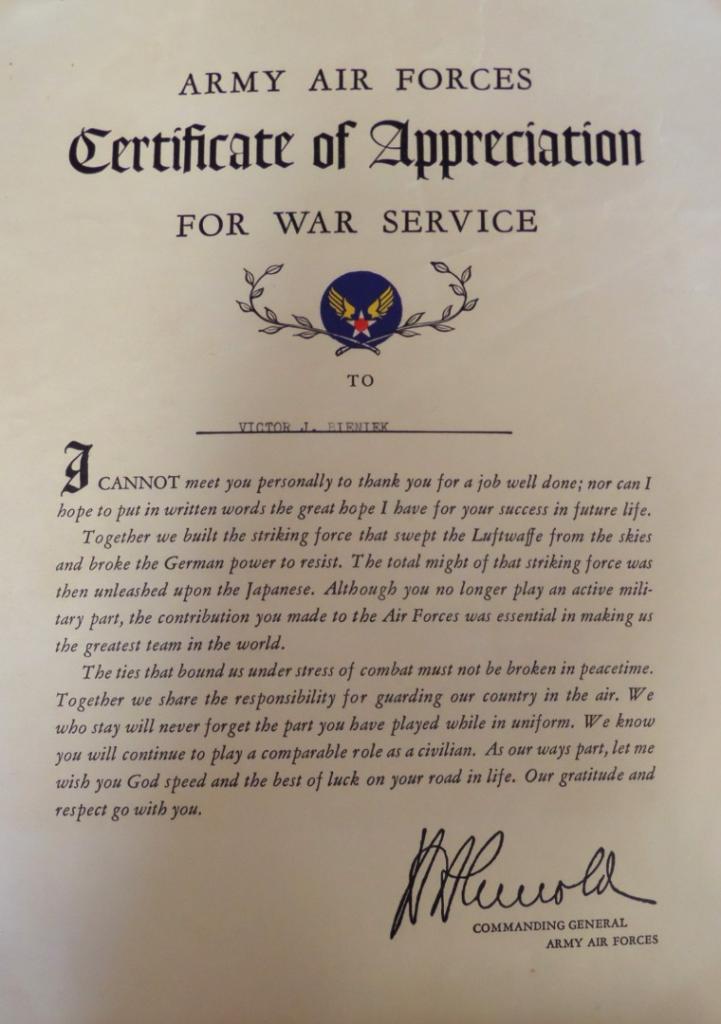 ARMY AIR FORCES
Certificate of Appreciation
FOR WAR SERVICE
TO
VICTOR J. BIENIEK
I CANNOT meet you personally to thank you for a job well done; nor can I
hope to put in written words the great hope I have for your success in future life.
Together we built the striking force that swept the Luftwaffe from the skies
and broke the German power to resist. The total might of that striking force was
then unleashed upon the Japanese. Although you no longer play an active mili-
tary part, the contribution you made to the Air Forces was essential in making us
the greatest team in the world.
The ties that bound us under stress of combat must not be broken in peacetime.
Together we share the responsibility for guarding our country in the air. We
who stay will never forget the part you have played while in uniform. We know
you will continue to play a comparable role as a civilian. As our ways part, let me
wish you God speed and the best of luck on your road in life. Our gratitude and
respect go with you.
H H Arnold
COMMANDING GENERAL
ARMY AIR FORCES